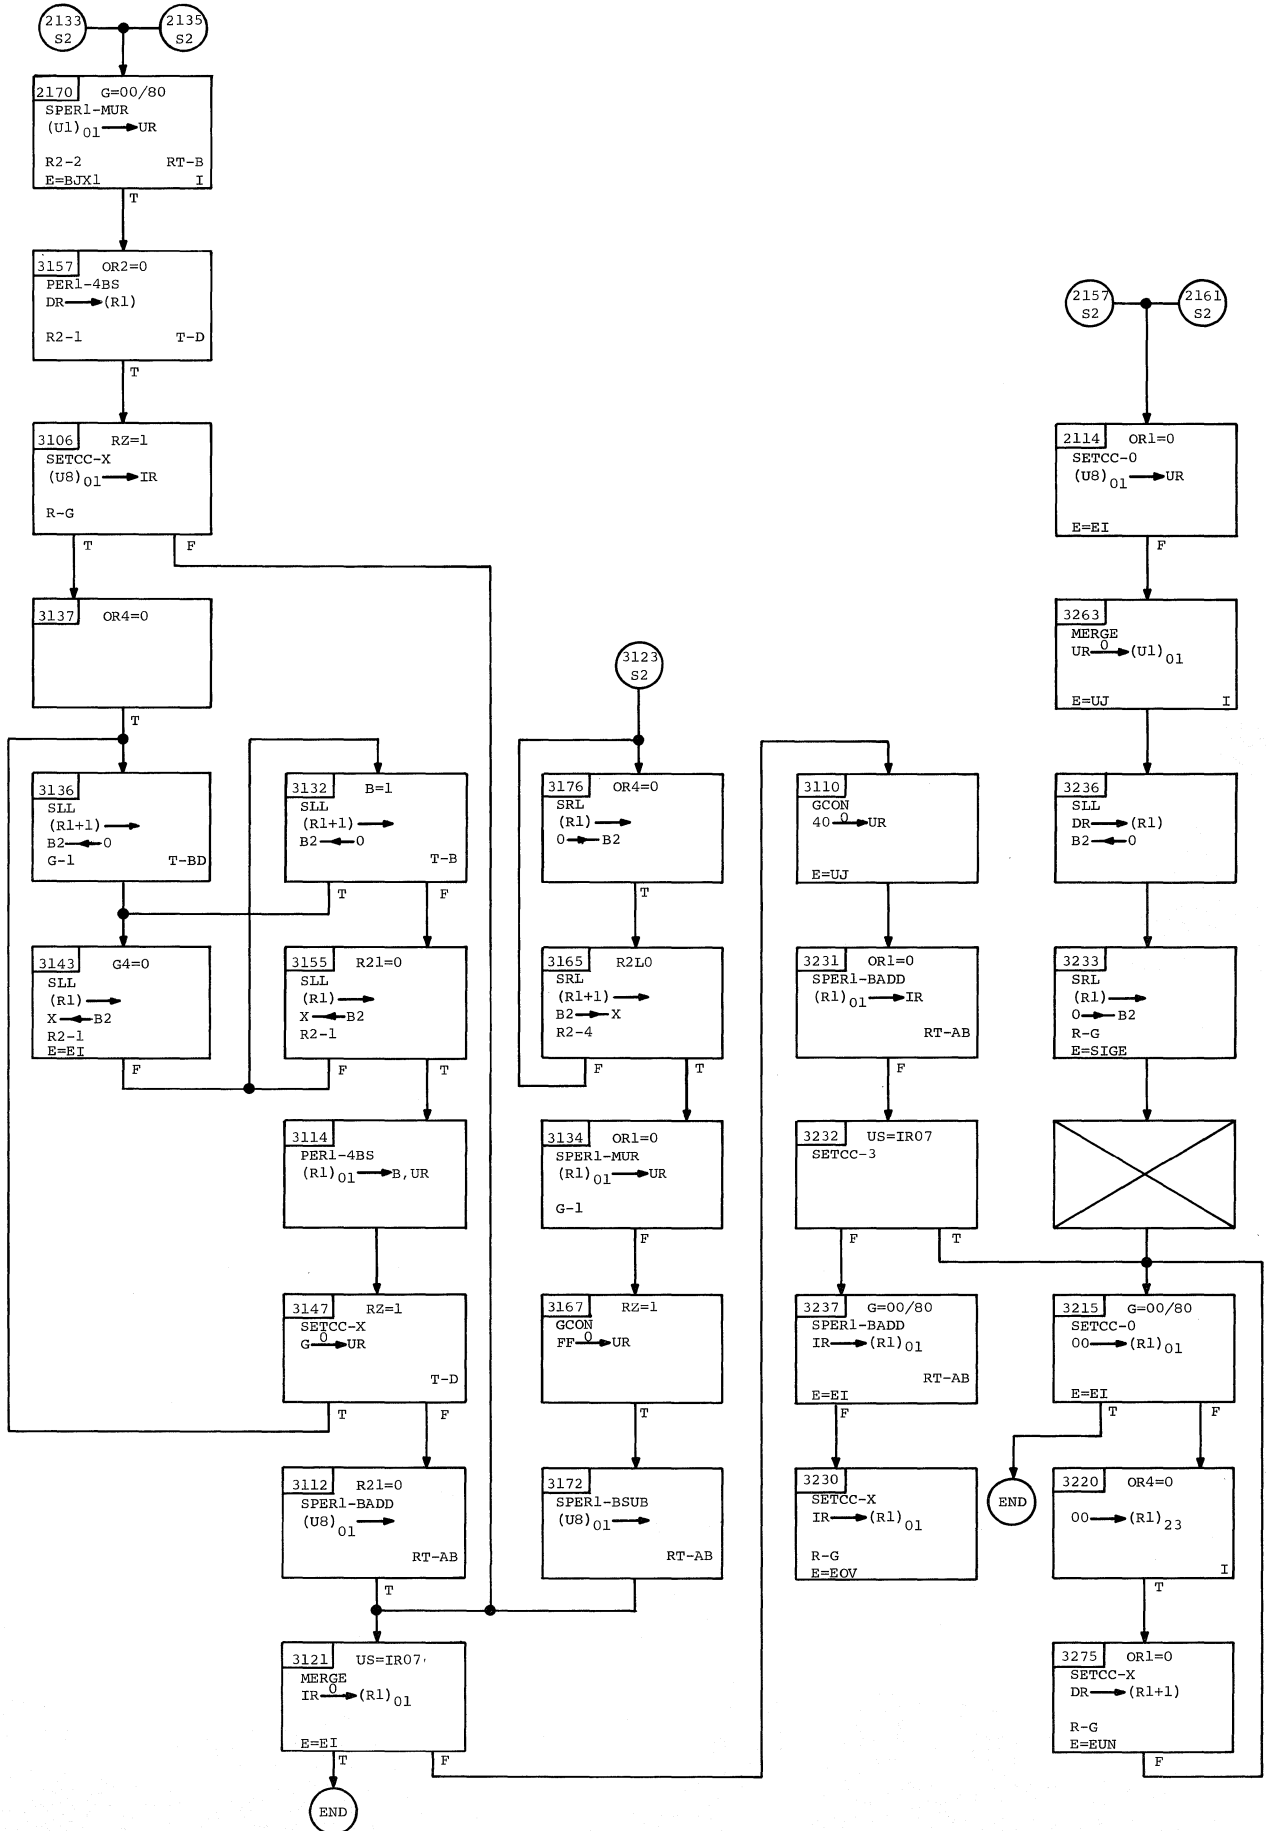 2133
S2
2135
S2
2170 G=00/80
SPER1-MUR
(U1)01 → UR
R2-2 RT-B
E=BJX1 I
T
3157 OR2=0
PER1-4BS
DR → (R1)
R2-1 T-D
T
3106 RZ=1
SETCC-X
(U8)01 → IR
R-G
T F
3137 OR4=0
T
3136
SLL
(R1+1) →
B2 ← 0
G-1 T-BD
3143 G4=0
SLL
(R1) →
X ← B2
R2-1
E=EI
F
3132 B=1
SLL
(R1+1) →
B2 ← 0
T-B
T F
3155 R21=0
SLL
(R1) →
X ← B2
R2-1
F T
3114
PER1-4BS
(R1)01 → B,UR
3147 RZ=1
SETCC-X
G 0→ UR
T-D
T F
3112 R21=0
SPER1-BADD
(U8)01 →
RT-AB
T
3121 US=IR07
MERGE
IR 0→ (R1)01
E=EI
T F
END
3123
S2
3176 OR4=0
SRL
(R1) →
0 → B2
T
3165 R2L0
SRL
(R1+1) →
B2 → X
R2-4
F T
3134 OR1=0
SPER1-MUR
(R1)01 → UR
G-1
F
3167 RZ=1
GCON
FF 0→ UR
T
3172
SPER1-BSUB
(U8)01 →
RT-AB
3110
GCON
40 0→ UR
E=UJ
3231 OR1=0
SPER1-BADD
(R1)01 → IR
RT-AB
F
3232 US=IR07
SETCC-3
F T
3237 G=00/80
SPER1-BADD
IR → (R1)01
RT-AB
E=EI
F
3230
SETCC-X
IR → (R1)01
R-G
E=EOV
2157
S2
2161
S2
2114 OR1=0
SETCC-0
(U8)01 → UR
E=EI
F
3263
MERGE
UR 0→ (U1)01
E=UJ I
3236
SLL
DR → (R1)
B2 ← 0
3233
SRL
(R1) →
0 → B2
R-G
E=SIGE
3215 G=00/80
SETCC-0
00 → (R1)01
E=EI
T F
END
3220 OR4=0
00 → (R1)23
I
T
3275 OR1=0
SETCC-X
DR → (R1+1)
R-G
E=EUN
F